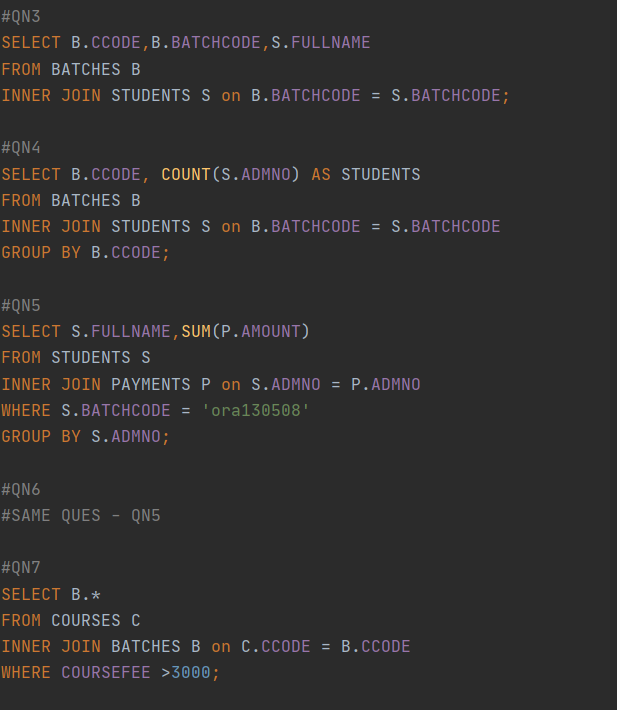 #QN3
SELECT B.CCODE,B.BATCHCODE,S.FULLNAME
FROM BATCHES B
INNER JOIN STUDENTS S on B.BATCHCODE = S.BATCHCODE;
#QN4
SELECT B.CCODE, COUNT(S.ADMNO) AS STUDENTS
FROM BATCHES B
INNER JOIN STUDENTS S on B.BATCHCODE = S.BATCHCODE
GROUP BY B.CCODE;
#QN5
SELECT S.FULLNAME,SUM(P.AMOUNT)
FROM STUDENTS S
INNER JOIN PAYMENTS P on S.ADMNO = P.ADMNO
WHERE S.BATCHCODE = 'ora130508'
GROUP BY S.ADMNO;
#QN6
#SAME QUES - QN5
#QN7
SELECT B.*
FROM COURSES C
INNER JOIN BATCHES B on C.CCODE = B.CCODE
WHERE COURSEFEE >3000;